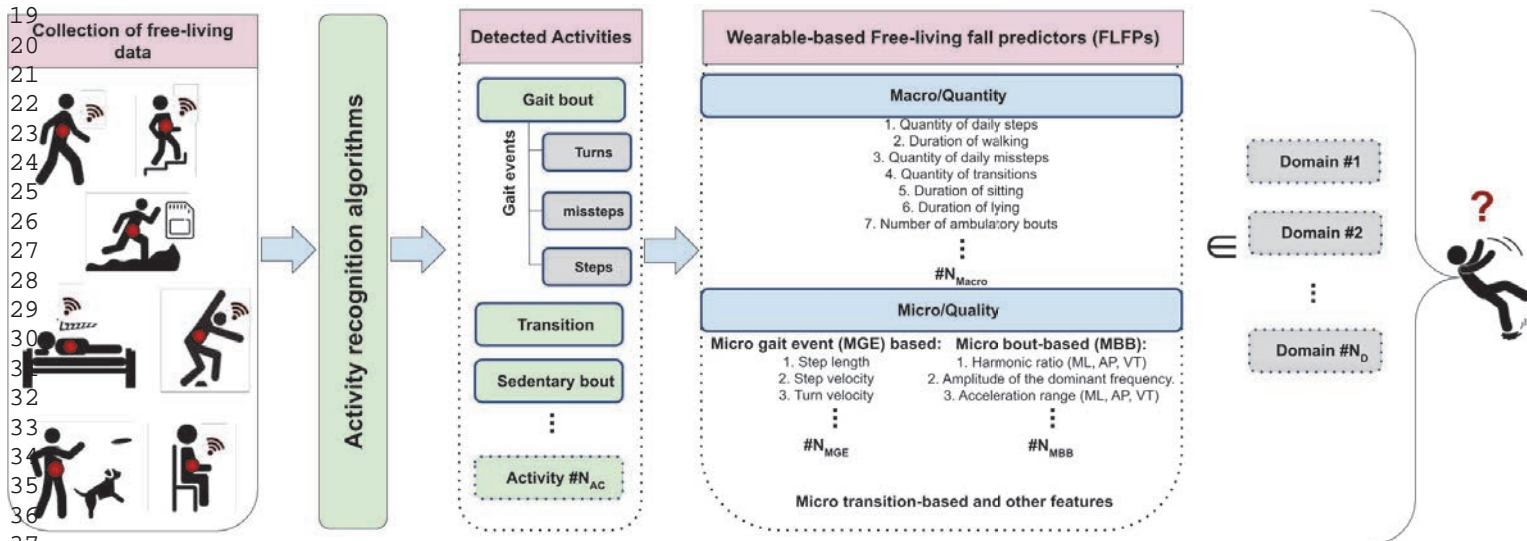 19
20
21
22
23
24
25
26
27
28
29
30
32
33
34
35
36
Collection of free-living
data
Activity recognition algorithms
Detected Activities
Gait bout
Gait events
Turns
missteps
Steps
Transition
Sedentary bout
Activity #N_AC
Wearable-based Free-living fall predictors (FLFPs)
Macro/Quantity
1. Quantity of daily steps
2. Duration of walking
3. Quantity of daily missteps
4. Quantity of transitions
5. Duration of sitting
6. Duration of lying
7. Number of ambulatory bouts
#N_Macro
Micro/Quality
Micro gait event (MGE) based:
1. Step length
2. Step velocity
3. Turn velocity
#N_MGE
Micro bout-based (MBB):
1. Harmonic ratio (ML, AP, VT)
2. Amplitude of the dominant frequency.
3. Acceleration range (ML, AP, VT)
#N_MBB
Micro transition-based and other features
∈
Domain #1
Domain #2
Domain #N_D
?